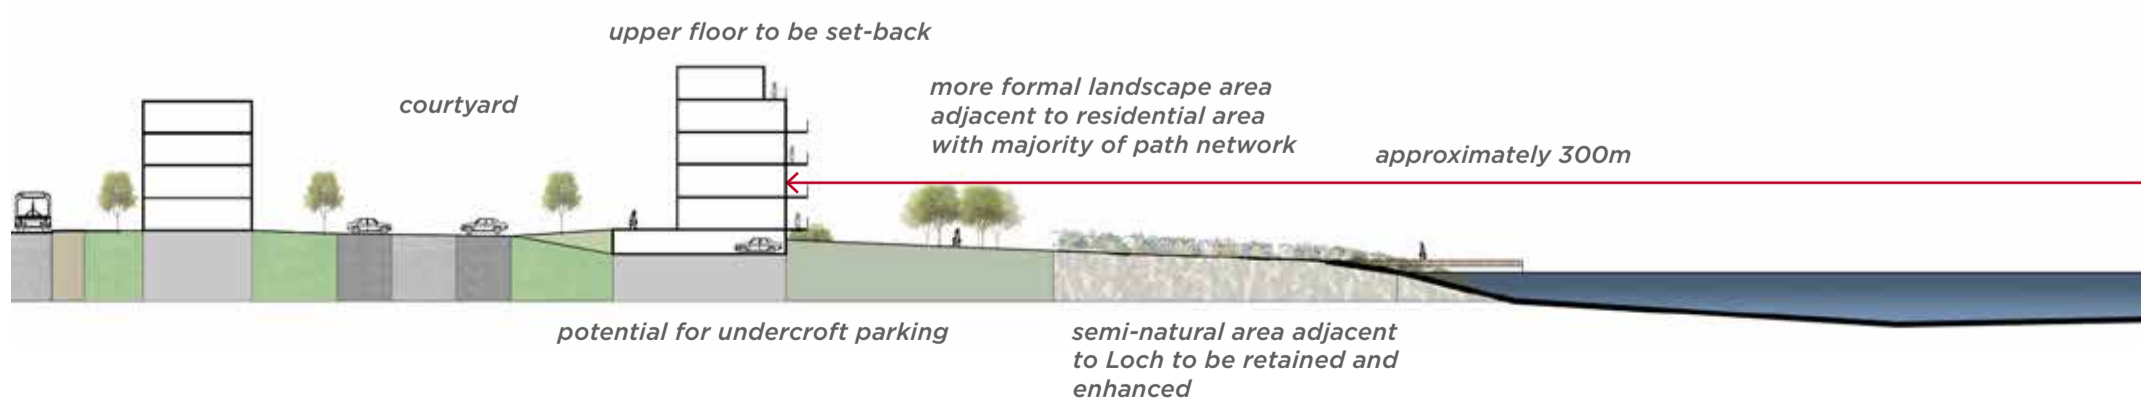 upper floor to be set-back
courtyard
more formal landscape area
adjacent to residential area
with majority of path network
approximately 300m
potential for undercroft parking
semi-natural area adjacent
to Loch to be retained and
enhanced